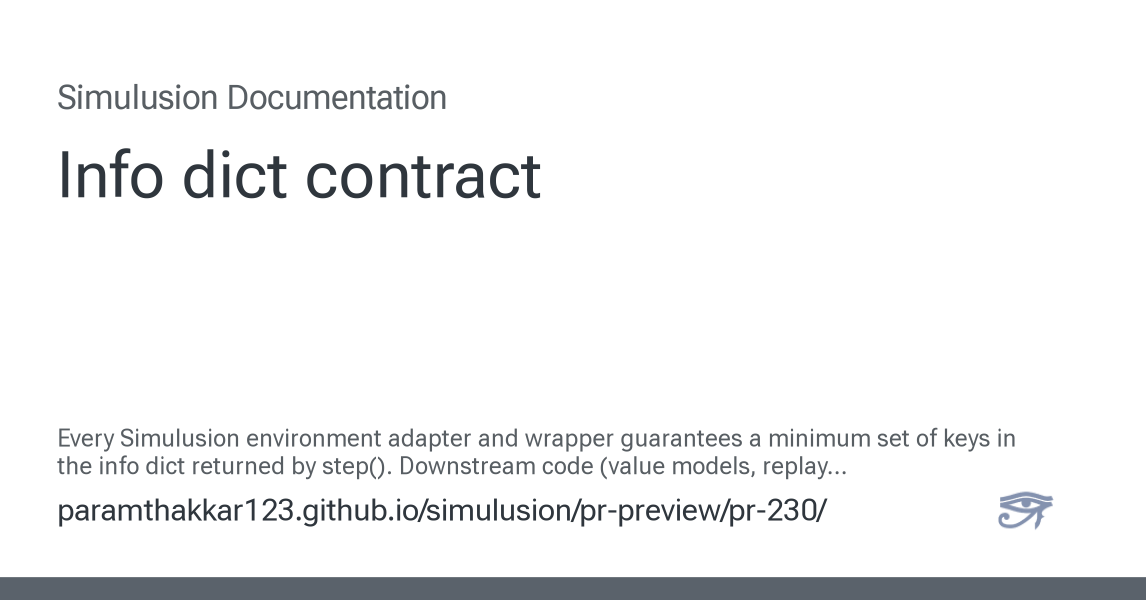 Simulusion Documentation
Info dict contract
Every Simulusion environment adapter and wrapper guarantees a minimum set of keys in
the info dict returned by step(). Downstream code (value models, replay...
paramthakkar123.github.io/simulusion/pr-preview/pr-230/